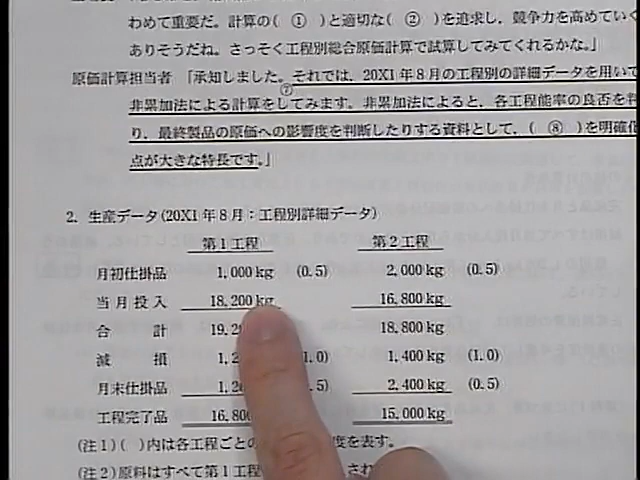 わめて重要だ。計算の( ① )と適切な( ② )を追求し，競争力を高めていく
ありそうだね。さっそく工程別総合原価計算で試算してみてくれるかな。」
原価計算担当者 「承知しました。それでは，20X1年8月の工程別の詳細データを用いて
⑦
非累加法による計算をしてみます。非累加法によると，各工程能率の良否を判
り，最終製品の原価への影響度を判断したりする資料として，( ⑧ )を明確化
点が大きな特長です。」
2. 生産データ(20X1年8月：工程別詳細データ)
第1工程 第2工程
月初仕掛品 1,000 kg (0.5) 2,000 kg (0.5)
当月投入 18,200 kg 16,800 kg
合計 19,2 18,800 kg
減損 1, .0) 1,400 kg (1.0)
月末仕掛品 1,2 .5) 2,400 kg (0.5)
工程完了品 16,800 15,000 kg
(注1)( )内は各工程ごとの 度を表す。
(注2)原料はすべて第1工程 され